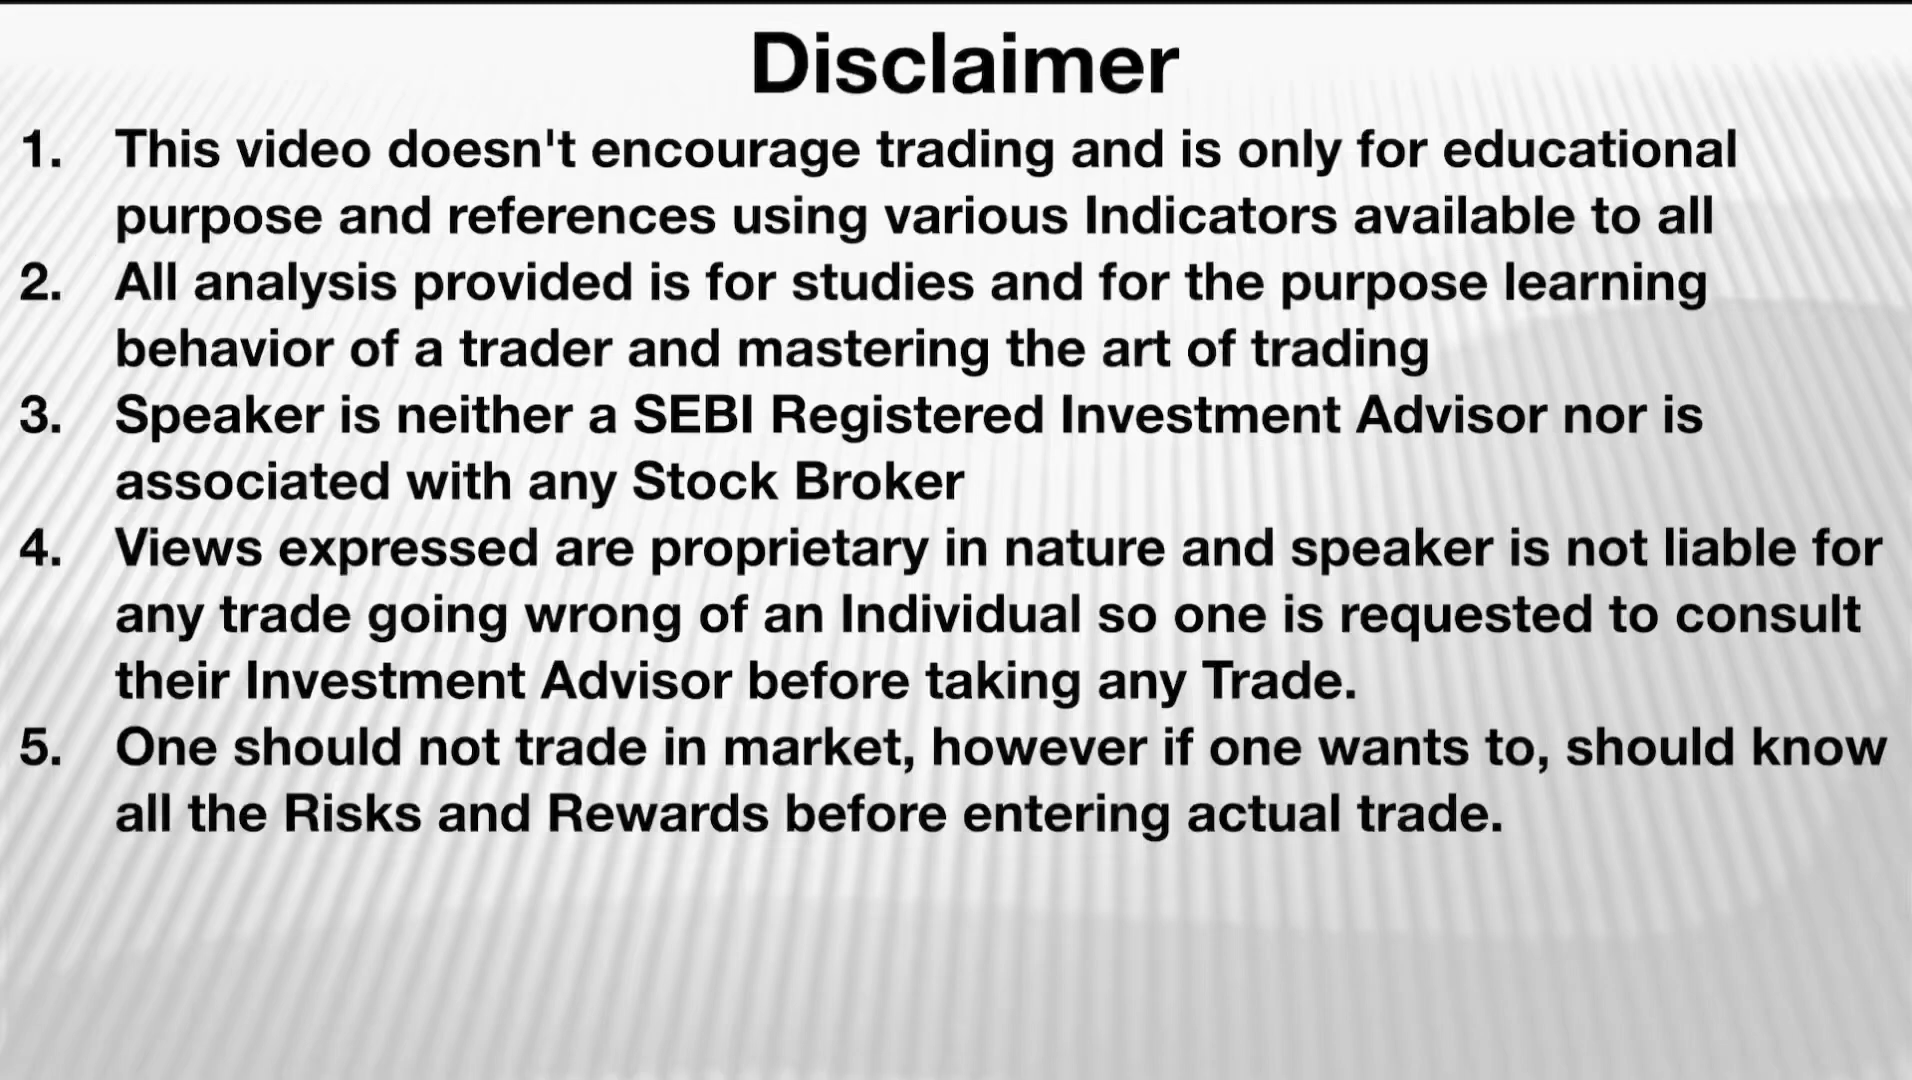 Disclaimer
1. This video doesn't encourage trading and is only for educational
purpose and references using various Indicators available to all
2. All analysis provided is for studies and for the purpose learning
behavior of a trader and mastering the art of trading
3. Speaker is neither a SEBI Registered Investment Advisor nor is
associated with any Stock Broker
4. Views expressed are proprietary in nature and speaker is not liable for
any trade going wrong of an Individual so one is requested to consult
their Investment Advisor before taking any Trade.
5. One should not trade in market, however if one wants to, should know
all the Risks and Rewards before entering actual trade.